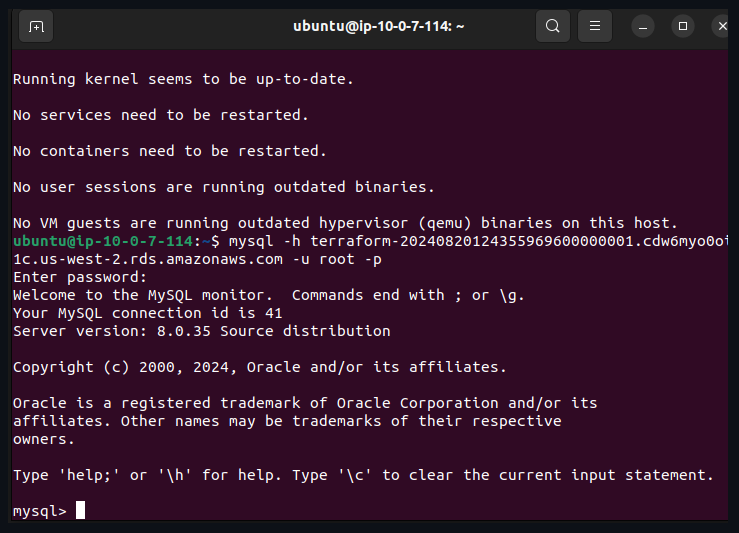 ubuntu@ip-10-0-7-114: ~
Running kernel seems to be up-to-date.
No services need to be restarted.
No containers need to be restarted.
No user sessions are running outdated binaries.
No VM guests are running outdated hypervisor (qemu) binaries on this host.
ubuntu@ip-10-0-7-114:~$ mysql -h terraform-20240820124355969600000001.cdw6myo0oi
1c.us-west-2.rds.amazonaws.com -u root -p
Enter password:
Welcome to the MySQL monitor.  Commands end with ; or \g.
Your MySQL connection id is 41
Server version: 8.0.35 Source distribution
Copyright (c) 2000, 2024, Oracle and/or its affiliates.
Oracle is a registered trademark of Oracle Corporation and/or its
affiliates. Other names may be trademarks of their respective
owners.
Type 'help;' or '\h' for help. Type '\c' to clear the current input statement.
mysql>